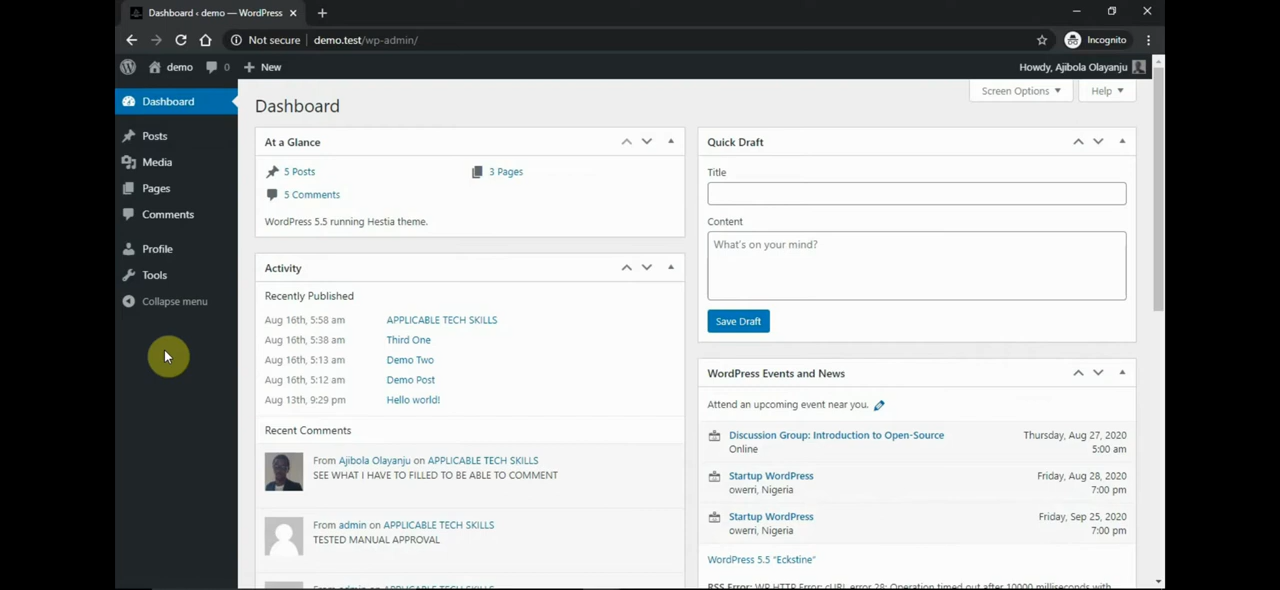 Dashboard ‹ demo — WordPress
Not secure
demo.test/wp-admin/
Incognito
demo
0
New
Howdy, Ajibola Olayanju
Dashboard
Posts
Media
Pages
Comments
Profile
Tools
Collapse menu
Dashboard
Screen Options
Help
At a Glance
5 Posts
3 Pages
5 Comments
WordPress 5.5 running Hestia theme.
Activity
Recently Published
Aug 16th, 5:58 am APPLICABLE TECH SKILLS
Aug 16th, 5:38 am Third One
Aug 16th, 5:13 am Demo Two
Aug 16th, 5:12 am Demo Post
Aug 13th, 9:29 pm Hello world!
Recent Comments
From Ajibola Olayanju on APPLICABLE TECH SKILLS
SEE WHAT I HAVE TO FILLED TO BE ABLE TO COMMENT
From admin on APPLICABLE TECH SKILLS
TESTED MANUAL APPROVAL
Quick Draft
Title
Content
What's on your mind?
Save Draft
WordPress Events and News
Attend an upcoming event near you.
Discussion Group: Introduction to Open-Source Thursday, Aug 27, 2020
Online 5:00 am
Startup WordPress Friday, Aug 28, 2020
owerri, Nigeria 7:00 pm
Startup WordPress Friday, Sep 25, 2020
owerri, Nigeria 7:00 pm
WordPress 5.5 “Eckstine”
RSS Error: WP HTTP Error: cURL error 28: Operation timed out after 10000 milliseconds with